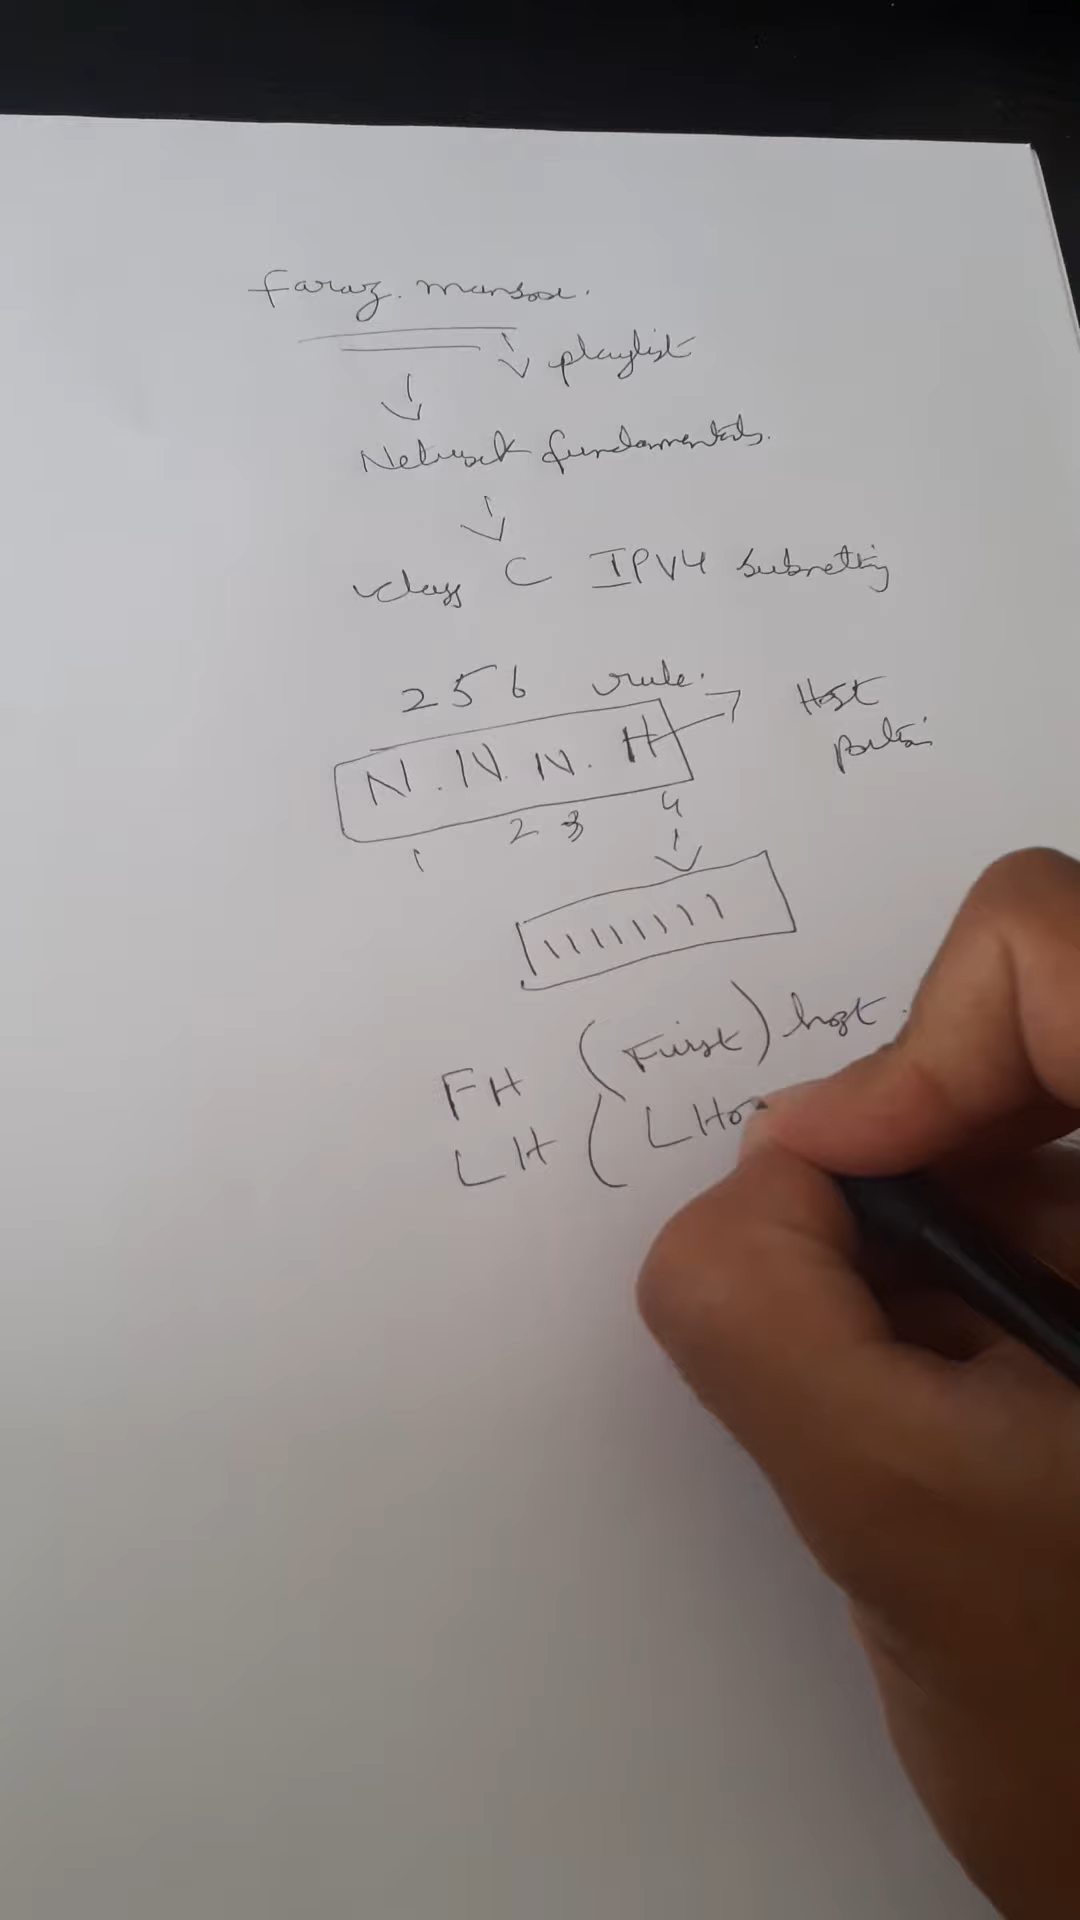 faraz. mansoor.
playlist
Network fundamentals.
class C IPV4 subnetting
256 rule.
N. N. N. H
Host
portion
1 2 3 4
11111111
FH (First) host.
LH ( L Ho